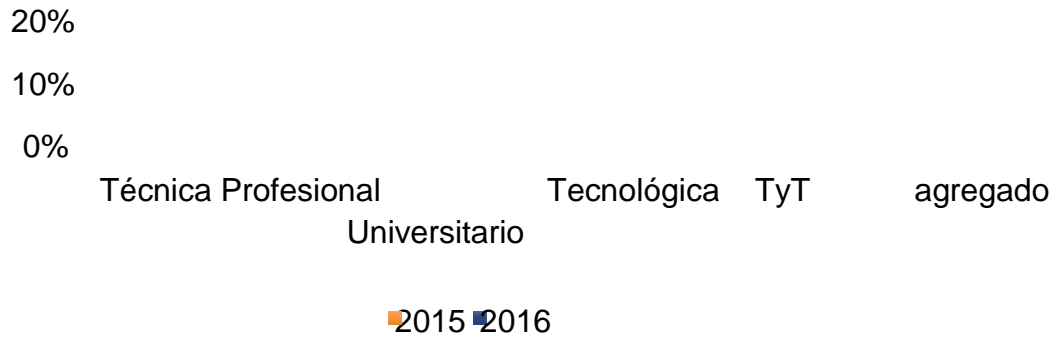 20%
10%
0%
Técnica Profesional Tecnológica TyT agregado
Universitario
2015 2016